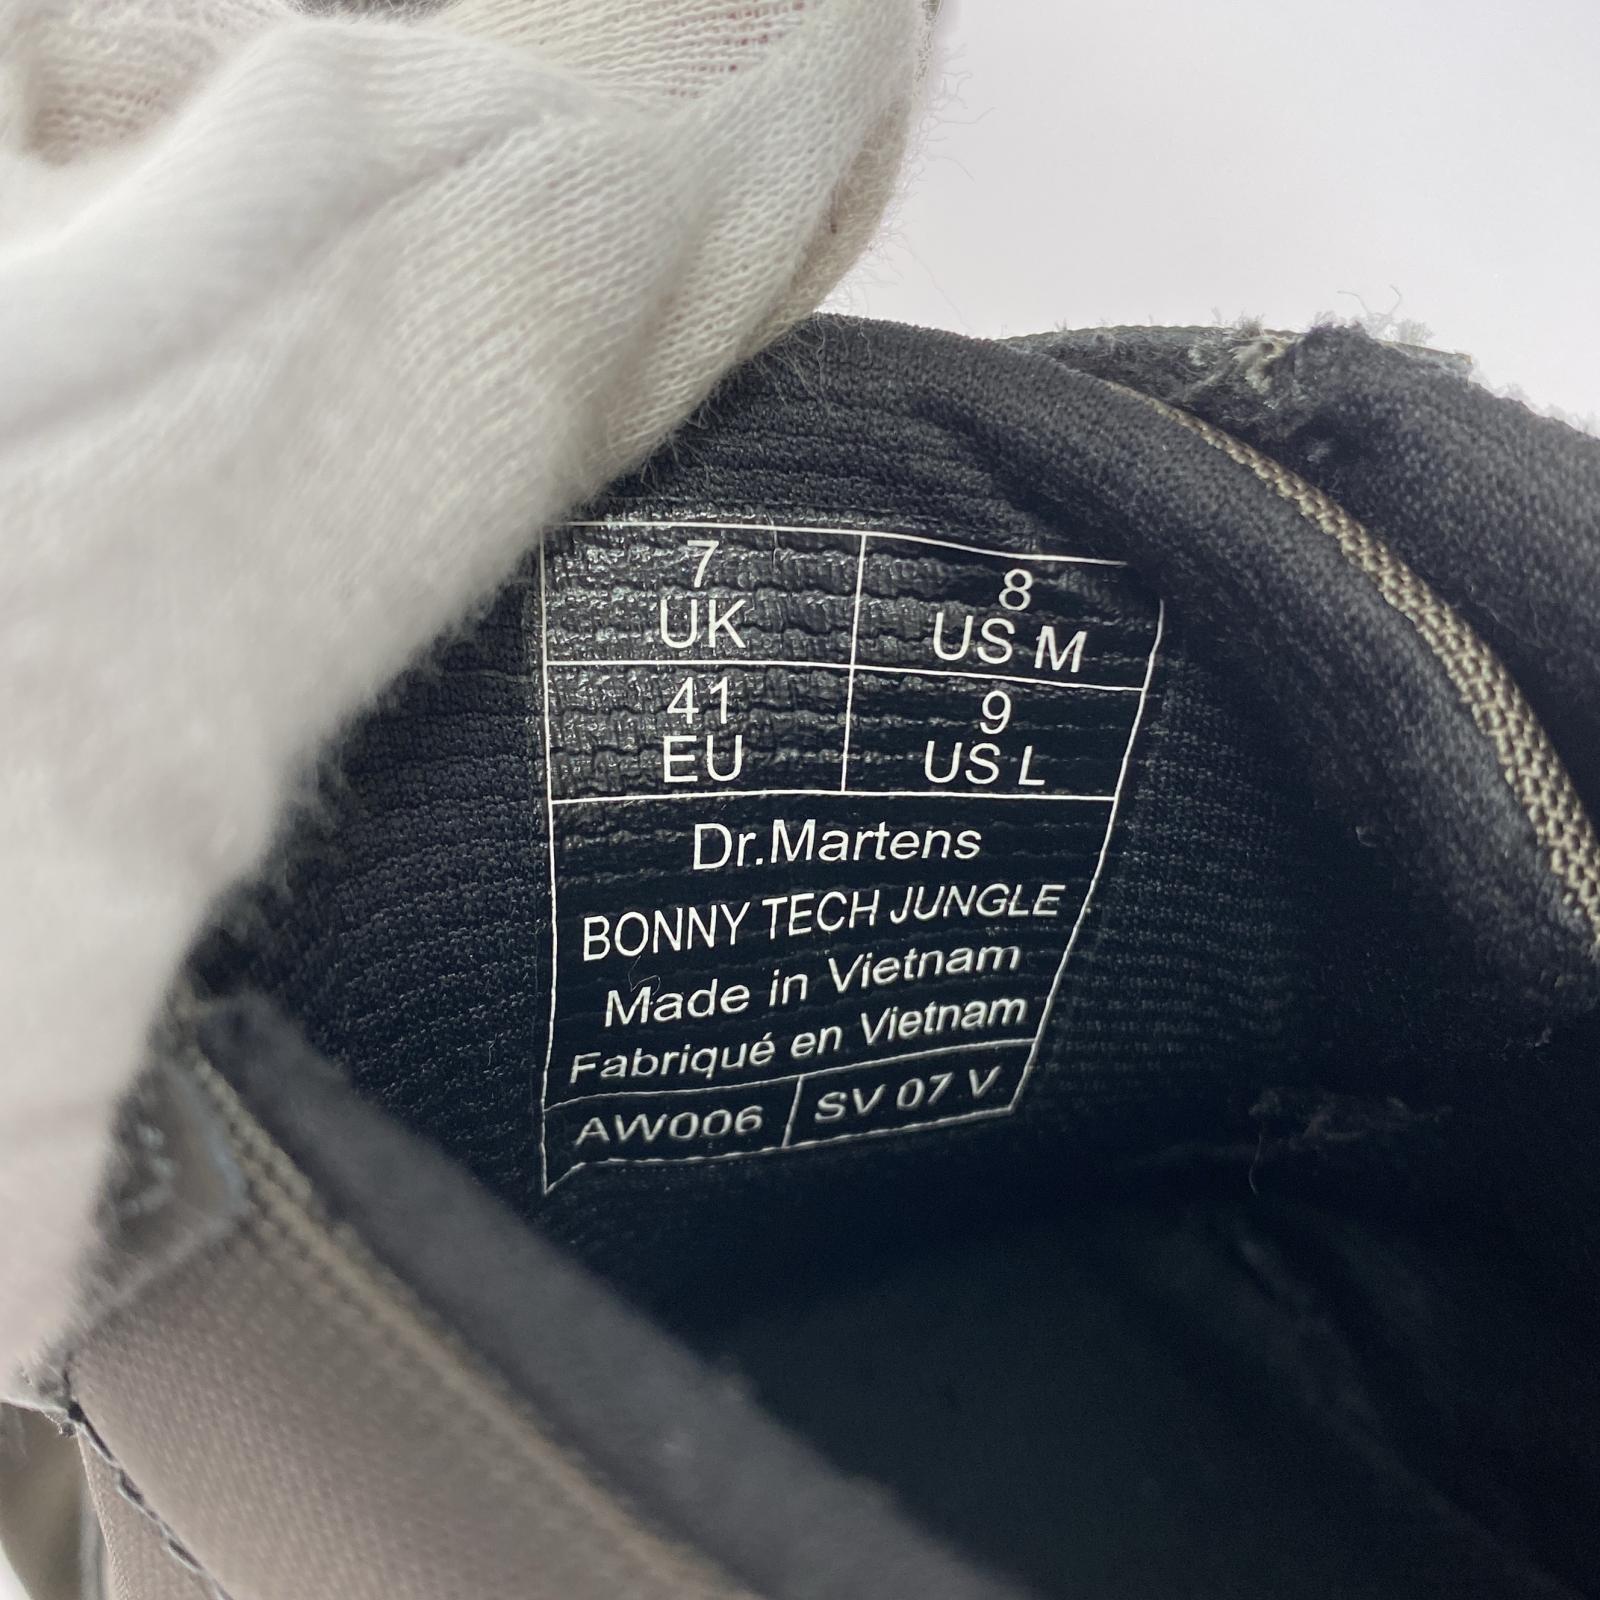 7
UK
8
US M
41
EU
9
US L
Dr.Martens
BONNY TECH JUNGLE
Made in Vietnam
Fabriqué en Vietnam
AW006
SV 07 V